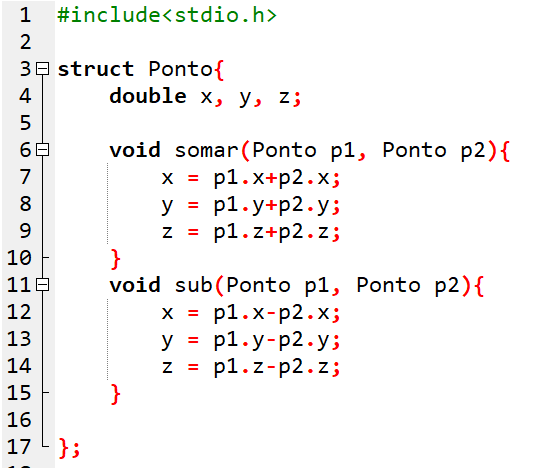 1 #include<stdio.h>
2
3 struct Ponto{
4     double x, y, z;
5
6     void somar(Ponto p1, Ponto p2){
7         x = p1.x+p2.x;
8         y = p1.y+p2.y;
9         z = p1.z+p2.z;
10     }
11     void sub(Ponto p1, Ponto p2){
12         x = p1.x-p2.x;
13         y = p1.y-p2.y;
14         z = p1.z-p2.z;
15     }
16
17 };